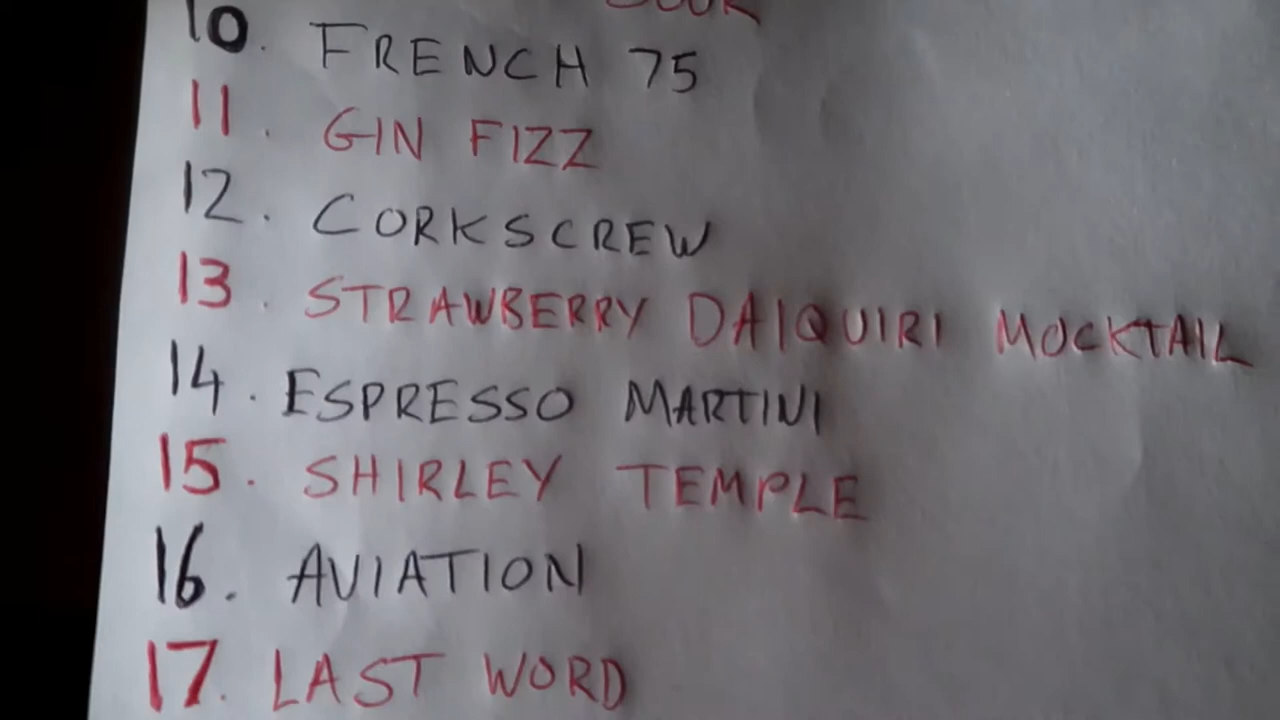 10. FRENCH 75
11. GIN FIZZ
12. CORKSCREW
13. STRAWBERRY DAIQUIRI MOCKTAIL
14. ESPRESSO MARTINI
15. SHIRLEY TEMPLE
16. AVIATION
17. LAST WORD